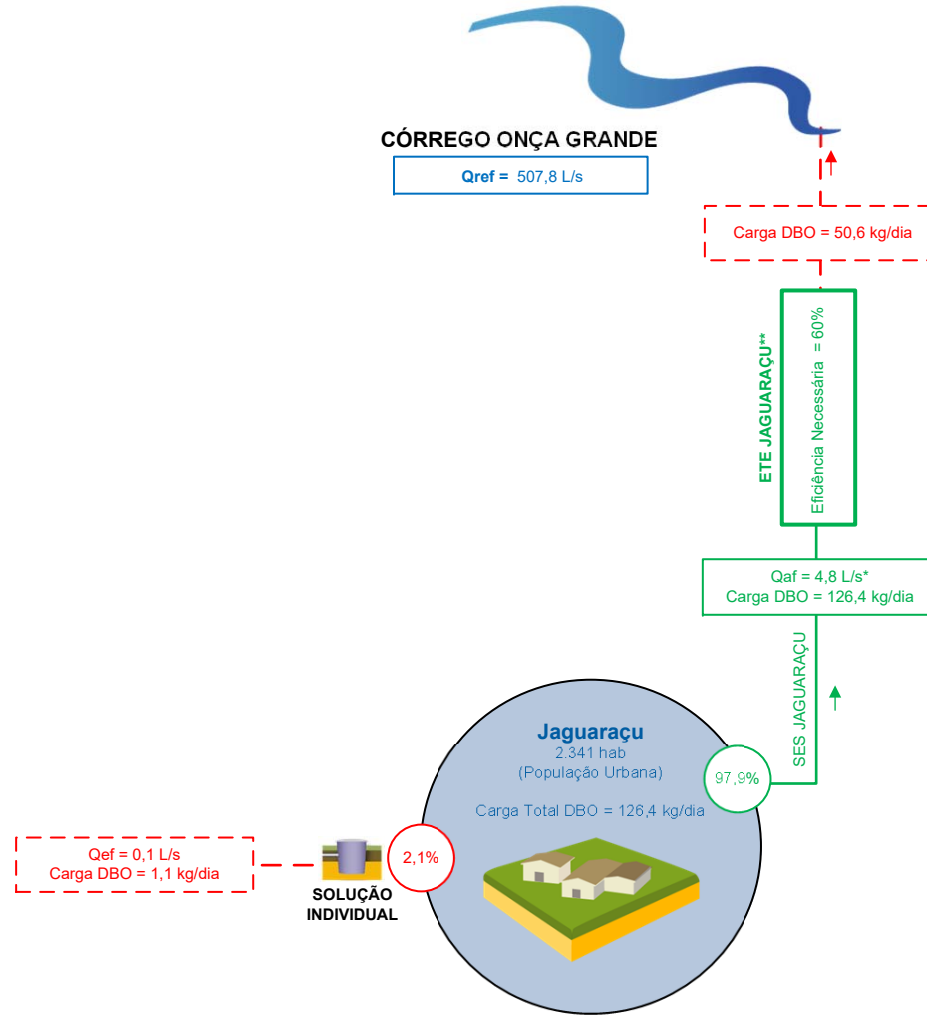 CÓRREGO ONÇA GRANDE
Qref = 507,8 L/s
Carga DBO = 50,6 kg/dia
ETE JAGUARAÇU**
Eficiência Necessária = 60%
Qaf = 4,8 L/s*
Carga DBO = 126,4 kg/dia
SES JAGUARAÇU
Jaguaraçu
2.341 hab
(População Urbana)
97,9%
Carga Total DBO = 126,4 kg/dia
Qef = 0,1 L/s
Carga DBO = 1,1 kg/dia
2,1%
SOLUÇÃO
INDIVIDUAL